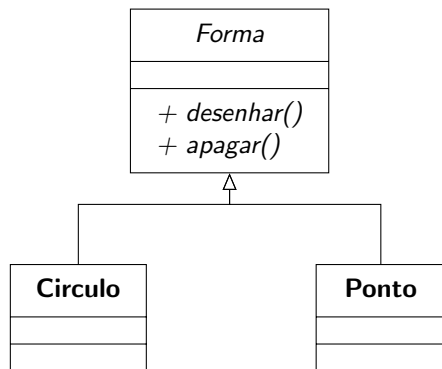 Forma
+ desenhar()
+ apagar()
Circulo
Ponto